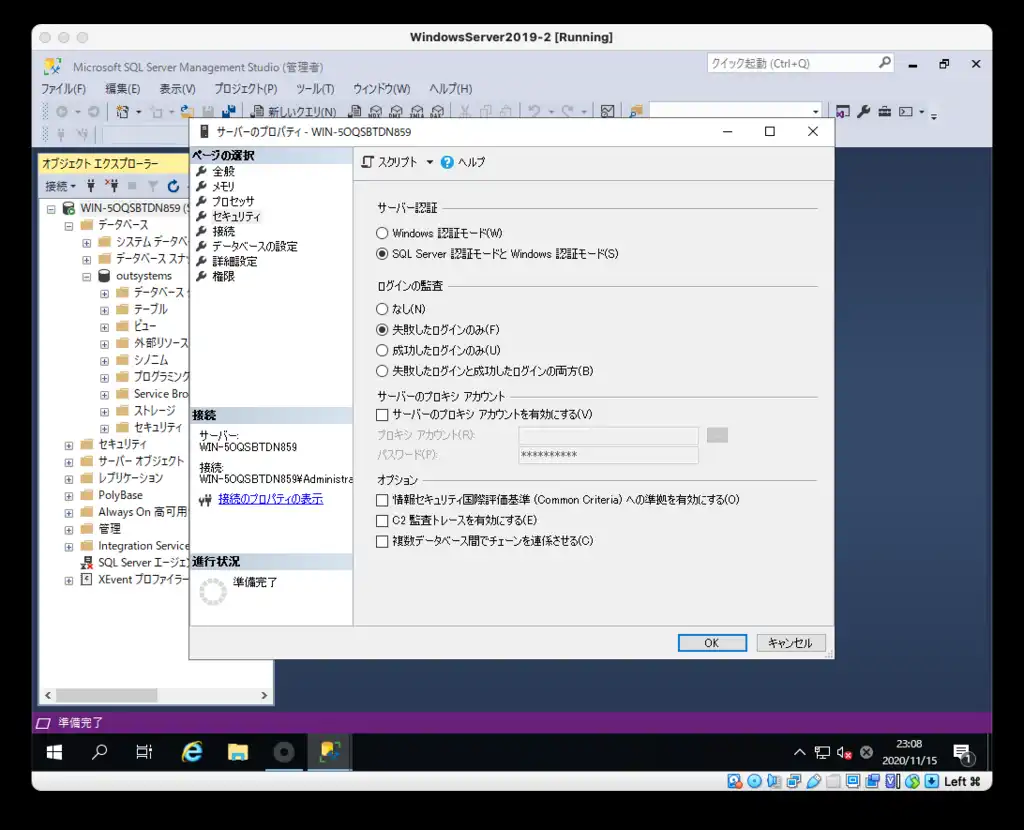 WindowsServer2019-2 [Running]
Microsoft SQL Server Management Studio (管理者)
クイック起動 (Ctrl+Q)
ファイル(F) 編集(E) 表示(V) プロジェクト(P) ツール(T) ウィンドウ(W) ヘルプ(H)
新しいクエリ(N)
サーバーのプロパティ - WIN-5OQSBTDN859
オブジェクト エクスプローラー
接続
WIN-5OQSBTDN859 (S
データベース
システム データベ
データベース スナ
outsystems
データベース
テーブル
ビュー
外部リソース
シノニム
プログラミング
Service Bro
ストレージ
セキュリティ
セキュリティ
サーバー オブジェクト
レプリケーション
PolyBase
Always On 高可用
管理
Integration Service
SQL Server エージェン
XEvent プロファイラー
ページの選択
全般
メモリ
プロセッサ
セキュリティ
接続
データベースの設定
詳細設定
権限
接続
サーバー:
WIN-5OQSBTDN859
接続:
WIN-5OQSBTDN859¥Administra
接続のプロパティの表示
進行状況
準備完了
スクリプト ヘルプ
サーバー認証
Windows 認証モード(W)
SQL Server 認証モードと Windows 認証モード(S)
ログインの監査
なし(N)
失敗したログインのみ(F)
成功したログインのみ(U)
失敗したログインと成功したログインの両方(B)
サーバーのプロキシ アカウント
サーバーのプロキシ アカウントを有効にする(V)
プロキシ アカウント(R):
パスワード(P):
**********
オプション
情報セキュリティ国際評価基準 (Common Criteria) への準拠を有効にする(O)
C2 監査トレースを有効にする(E)
複数データベース間でチェーンを連係させる(C)
OK キャンセル
準備完了
23:08
2020/11/15
1
Left ⌘